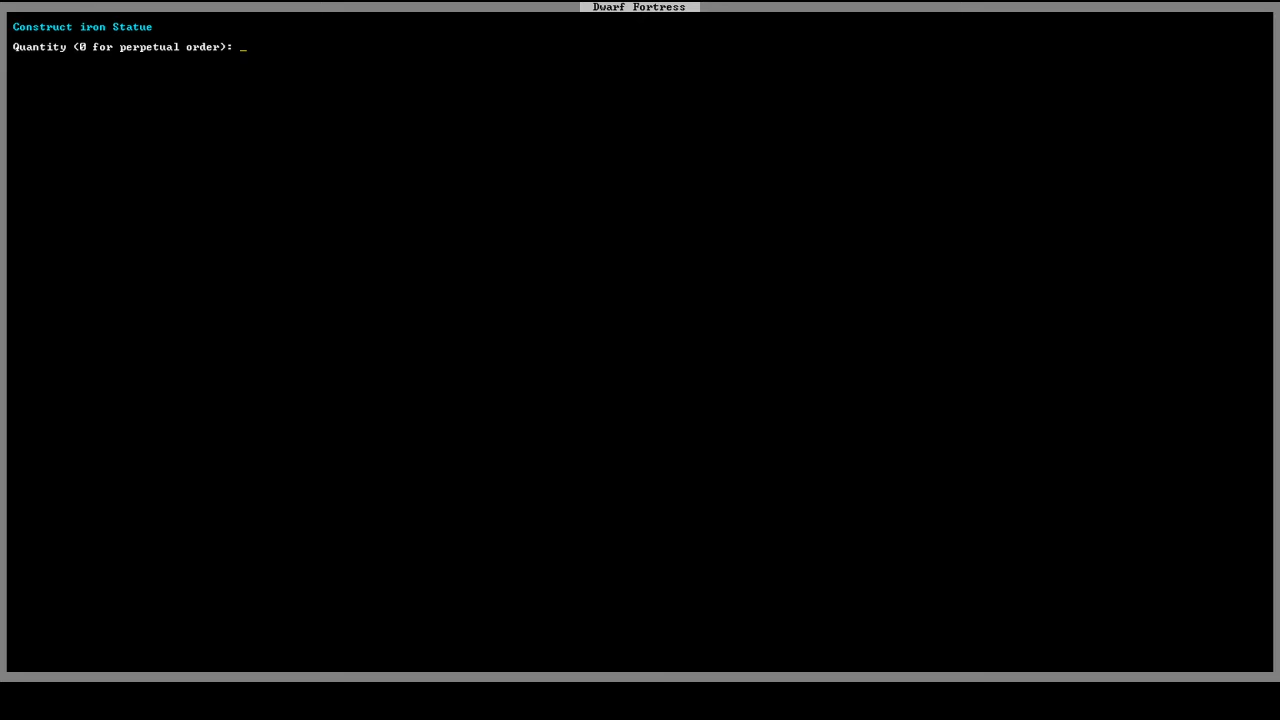 Dwarf Fortress
Construct iron Statue
Quantity (0 for perpetual order): _